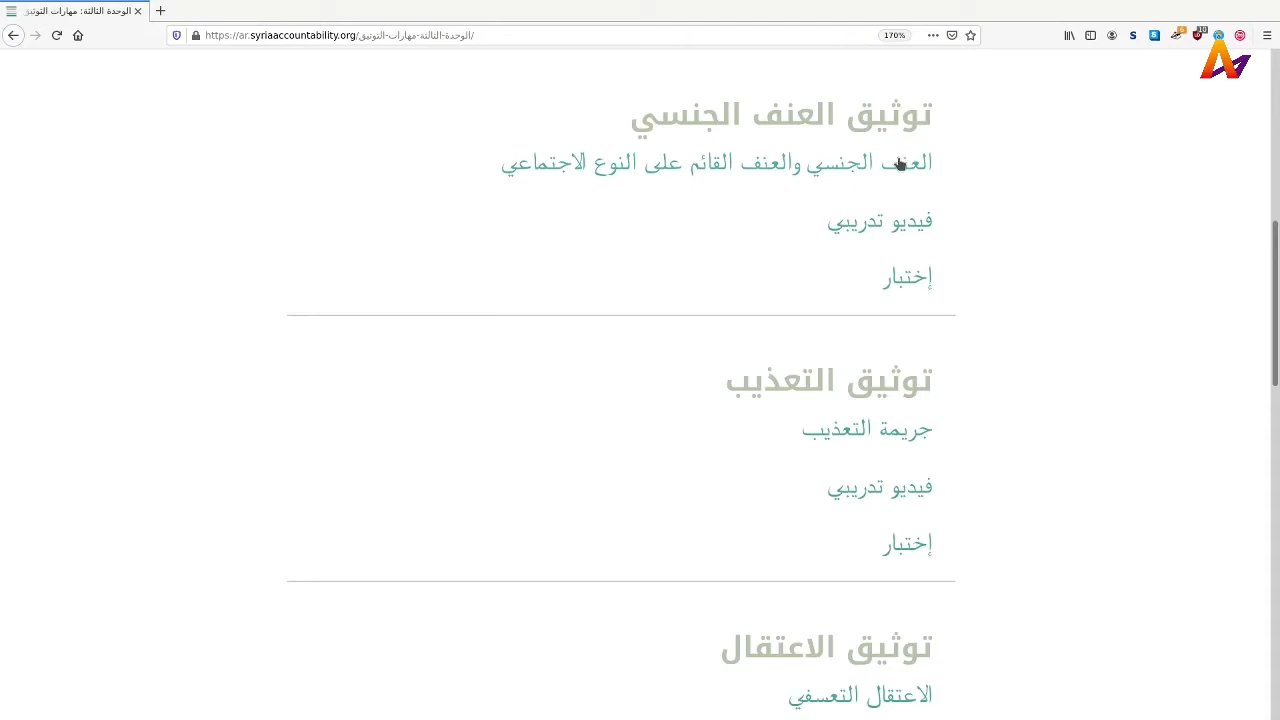 الوحدة الثالثة: مهارات التوثيق
https://ar.syriaaccountability.org/الوحدة-الثالثة-مهارات-التوثيق/
170%
توثيق العنف الجنسي
العنف الجنسي والعنف القائم على النوع الاجتماعي
فيديو تدريبي
إختبار
توثيق التعذيب
جريمة التعذيب
فيديو تدريبي
إختبار
توثيق الاعتقال
الاعتقال التعسفي